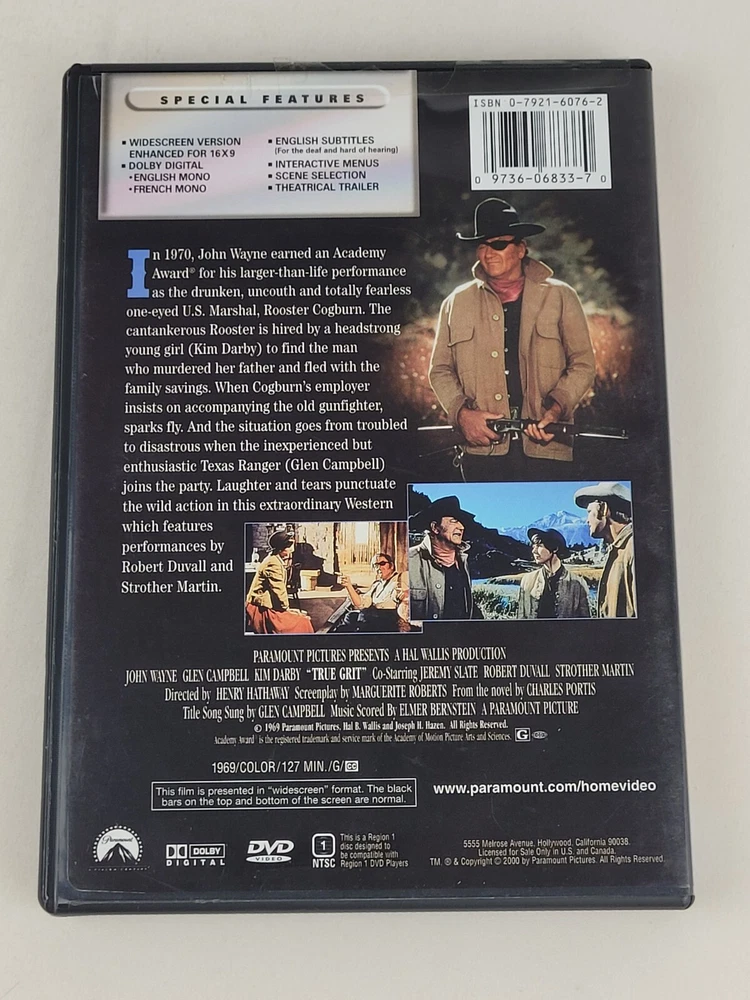 SPECIAL FEATURES
▪ WIDESCREEN VERSION
ENHANCED FOR 16X9
▪ DOLBY DIGITAL
▪ENGLISH MONO
▪FRENCH MONO
▪ ENGLISH SUBTITLES
(For the deaf and hard of hearing)
▪ INTERACTIVE MENUS
▪ SCENE SELECTION
▪ THEATRICAL TRAILER
ISBN 0-7921-6076-2
0 9736-06833-7 0
In 1970, John Wayne earned an Academy
Award® for his larger-than-life performance
as the drunken, uncouth and totally fearless
one-eyed U.S. Marshal, Rooster Cogburn. The
cantankerous Rooster is hired by a headstrong
young girl (Kim Darby) to find the man
who murdered her father and fled with the
family savings. When Cogburn's employer
insists on accompanying the old gunfighter,
sparks fly. And the situation goes from troubled
to disastrous when the inexperienced but
enthusiastic Texas Ranger (Glen Campbell)
joins the party. Laughter and tears punctuate
the wild action in this extraordinary Western
which features
performances by
Robert Duvall and
Strother Martin.
PARAMOUNT PICTURES PRESENTS A HAL WALLIS PRODUCTION
JOHN WAYNE GLEN CAMPBELL KIM DARBY "TRUE GRIT" Co-Starring JEREMY SLATE ROBERT DUVALL STROTHER MARTIN
Directed by HENRY HATHAWAY Screenplay by MARGUERITE ROBERTS From the novel by CHARLES PORTIS
Title Song Sung by GLEN CAMPBELL Music Scored By ELMER BERNSTEIN A PARAMOUNT PICTURE
© 1969 Paramount Pictures. Hal B. Wallis and Joseph H. Hazen. All Rights Reserved.
Academy Award® is the registered trademark and service mark of the Academy of Motion Picture Arts and Sciences. G
1969/COLOR/127 MIN./G/CC
This film is presented in "widescreen" format. The black
bars on the top and bottom of the screen are normal.
www.paramount.com/homevideo
Paramount
DOLBY
DIGITAL
DVD
VIDEO
1
NTSC
This is a Region 1
disc designed to
be compatible with
Region 1 DVD Players
5555 Melrose Avenue, Hollywood, California 90038.
Licensed for Sale Only in U.S. and Canada.
TM, ® & Copyright © 2000 by Paramount Pictures. All Rights Reserved.